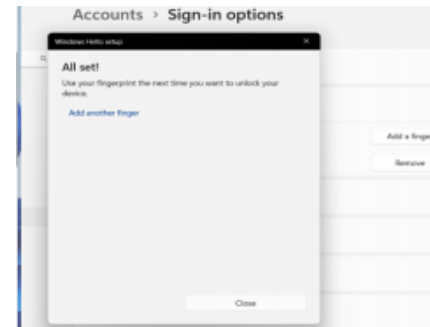 Accounts > Sign-in options
Windows Hello setup
All set!
Use your fingerprint the next time you want to unlock your
device.
Add another finger
Add a finge
Remove
Close